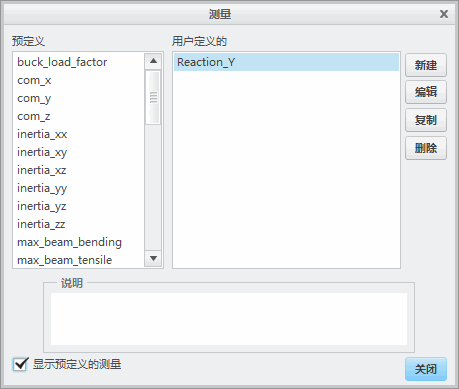 测量
预定义
用户定义的
buck_load_factor
com_x
com_y
com_z
inertia_xx
inertia_xy
inertia_xz
inertia_yy
inertia_yz
inertia_zz
max_beam_bending
max_beam_tensile
Reaction_Y
新建
编辑
复制
删除
说明
显示预定义的测量
关闭